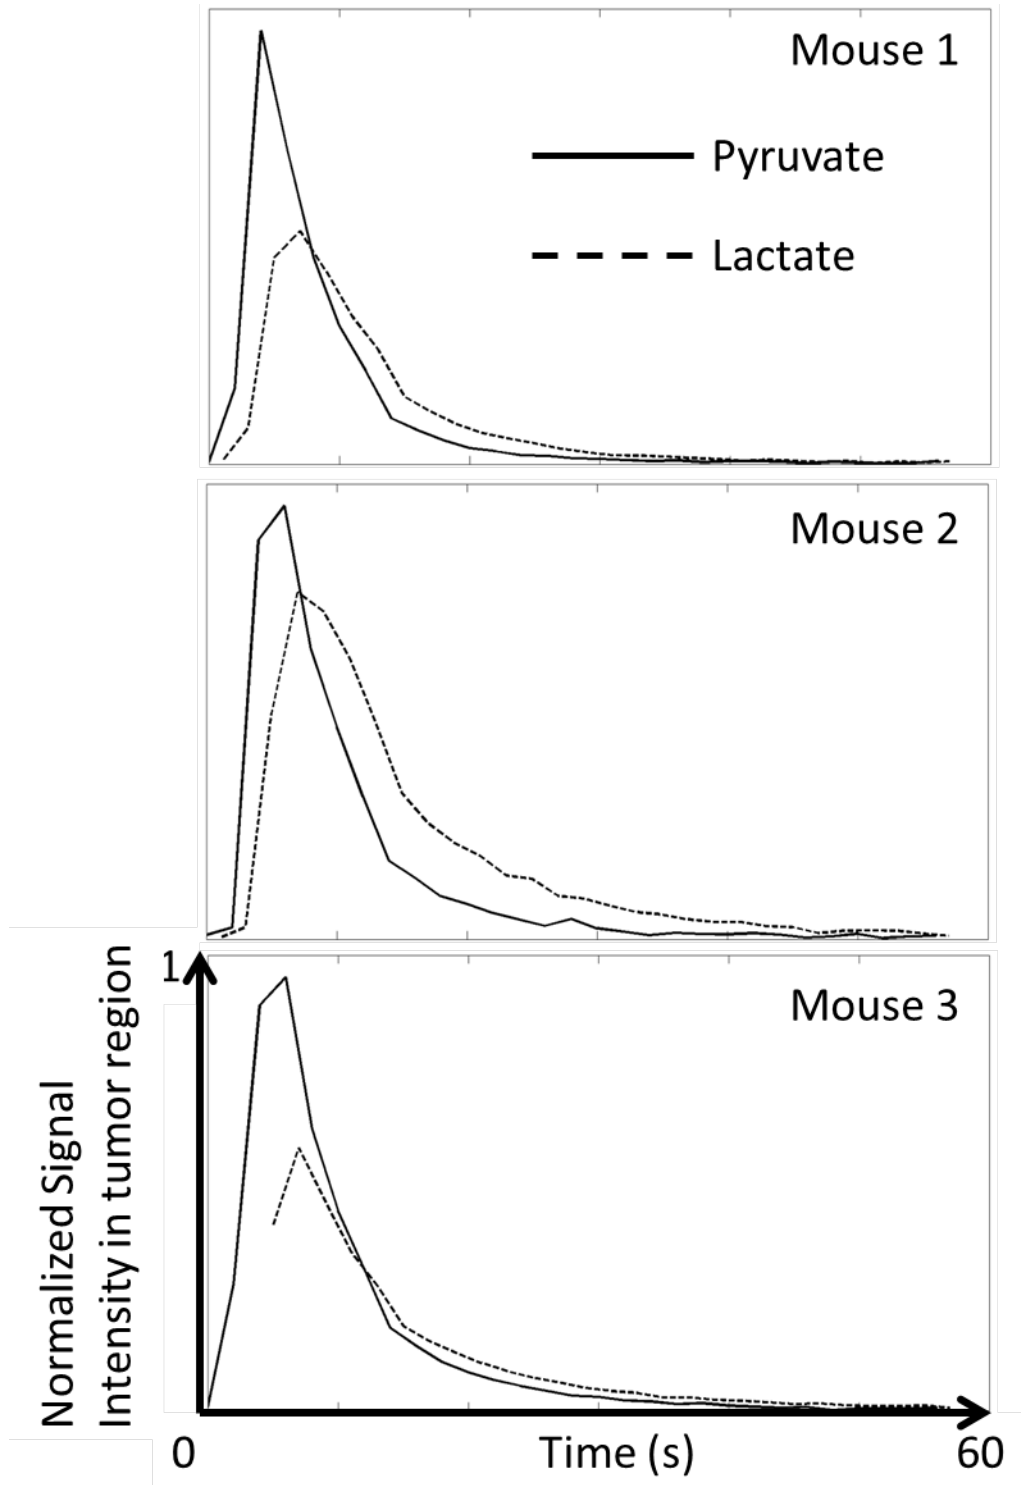 Mouse 1
Pyruvate
Lactate
Mouse 2
Mouse 3
1
Normalized Signal
Intensity in tumor region
0
Time (s)
60